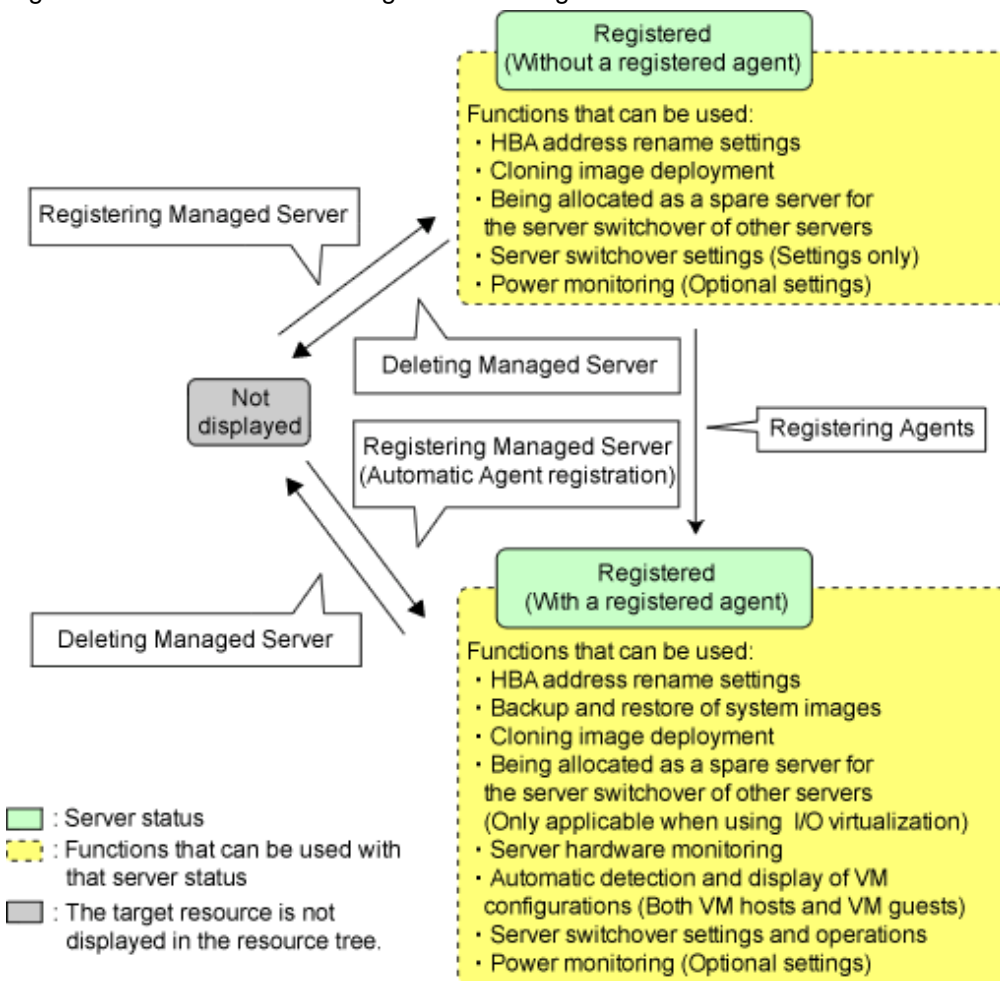 Registered
(Without a registered agent)
Functions that can be used:
・HBA address rename settings
・Cloning image deployment
・Being allocated as a spare server for
the server switchover of other servers
・Server switchover settings (Settings only)
・Power monitoring (Optional settings)
Registering Managed Server
Deleting Managed Server
Not
displayed
Registering Managed Server
(Automatic Agent registration)
Registering Agents
Deleting Managed Server
Registered
(With a registered agent)
Functions that can be used:
・HBA address rename settings
・Backup and restore of system images
・Cloning image deployment
・Being allocated as a spare server for
the server switchover of other servers
(Only applicable when using I/O virtualization)
・Server hardware monitoring
・Automatic detection and display of VM
configurations (Both VM hosts and VM guests)
・Server switchover settings and operations
・Power monitoring (Optional settings)
: Server status
: Functions that can be used with
that server status
: The target resource is not
displayed in the resource tree.